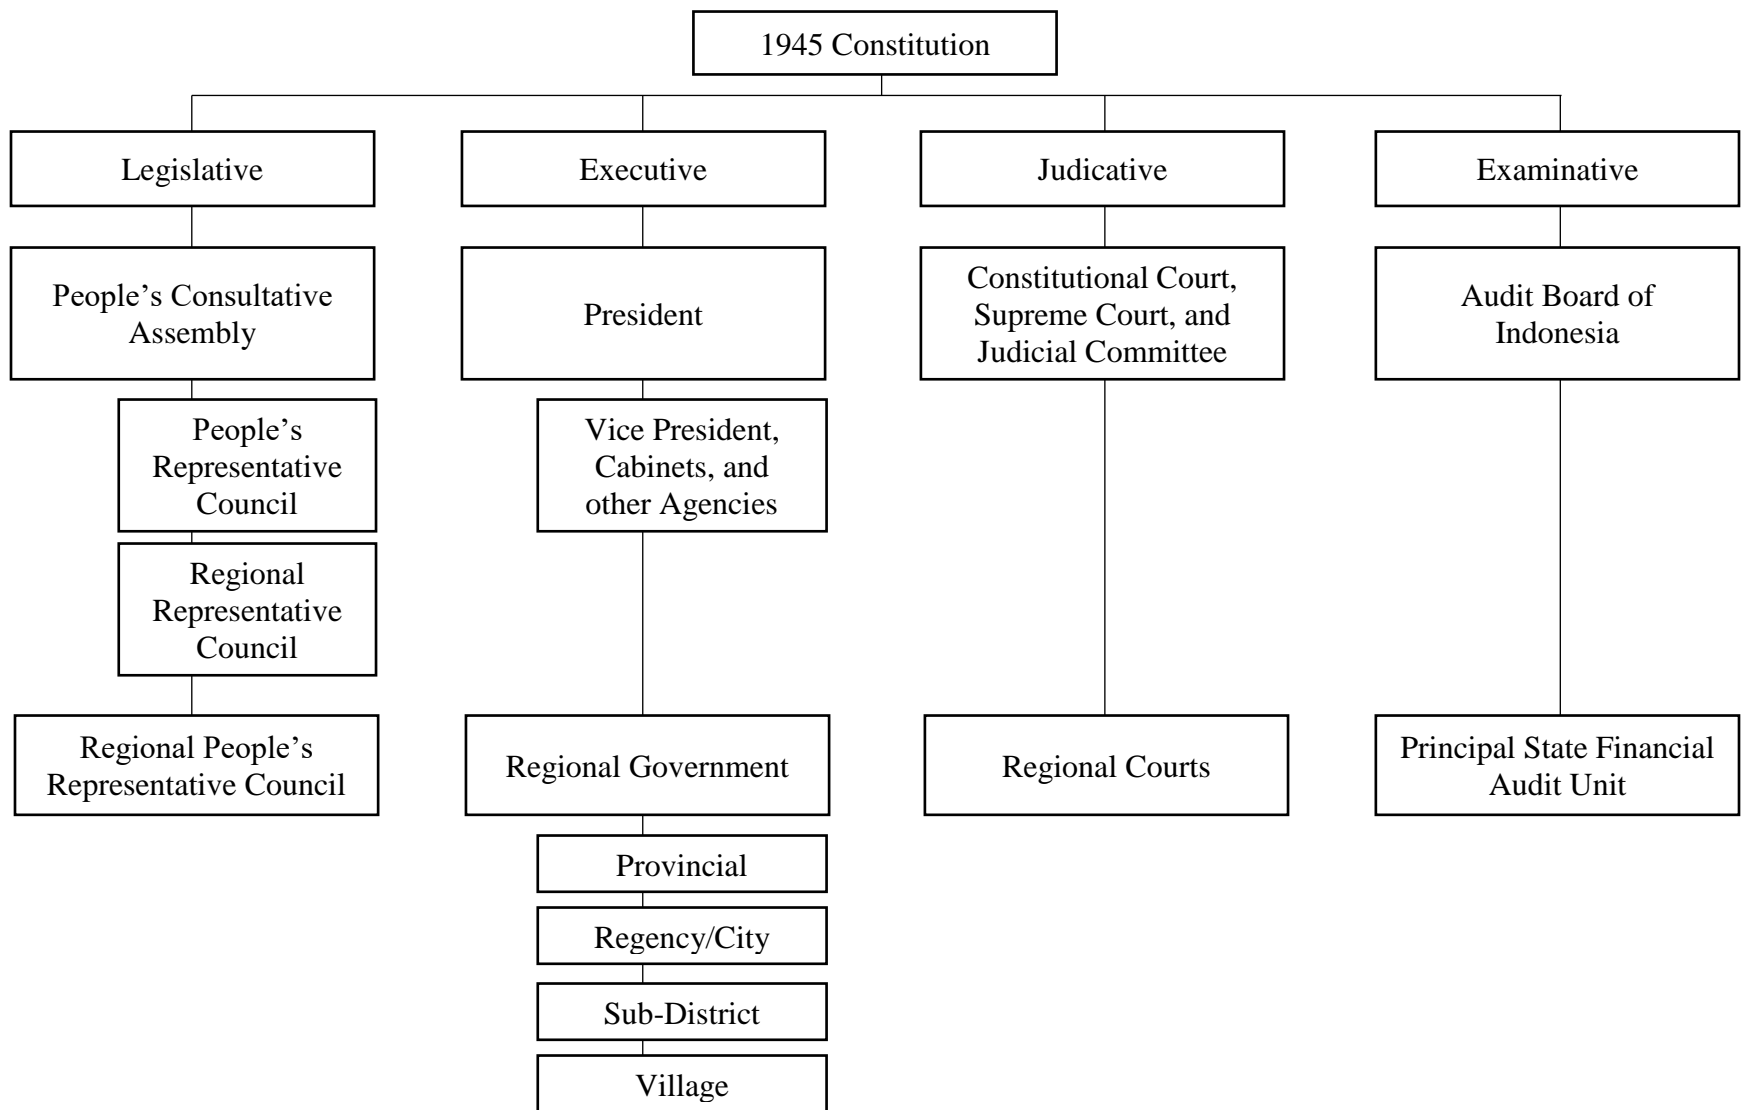 1945 Constitution
Legislative
Executive
Judicative
Examinative
People’s Consultative
Assembly
President
Constitutional Court,
Supreme Court, and
Judicial Committee
Audit Board of
Indonesia
People’s
Representative
Council
Vice President,
Cabinets, and
other Agencies
Regional
Representative
Council
Regional People’s
Representative Council
Regional Government
Regional Courts
Principal State Financial
Audit Unit
Provincial
Regency/City
Sub-District
Village